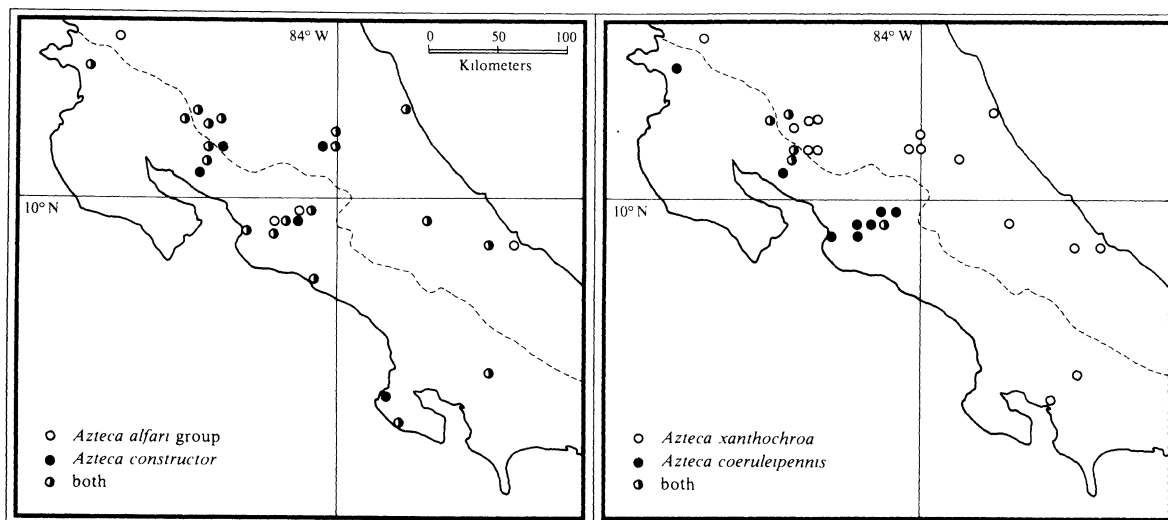 84° W
0 50 100
Kilometers
10° N
Azteca alfari group
Azteca constructor
both
84° W
10° N
Azteca xanthochroa
Azteca coeruleipennis
both